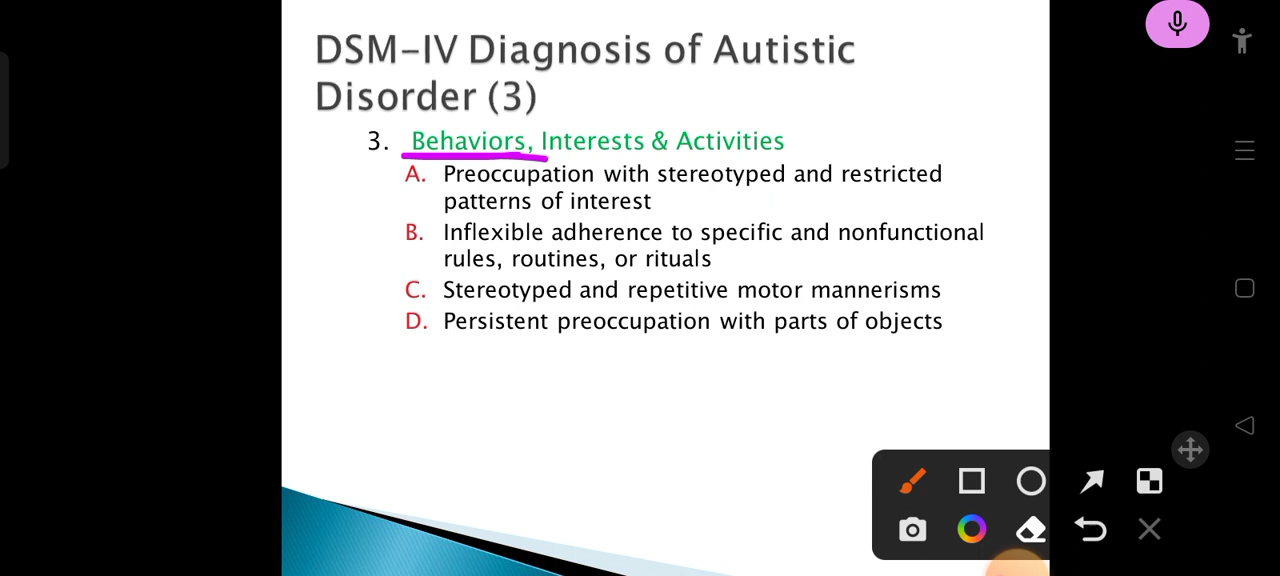 DSM-IV Diagnosis of Autistic
Disorder (3)
3. Behaviors, Interests & Activities
A. Preoccupation with stereotyped and restricted
patterns of interest
B. Inflexible adherence to specific and nonfunctional
rules, routines, or rituals
C. Stereotyped and repetitive motor mannerisms
D. Persistent preoccupation with parts of objects